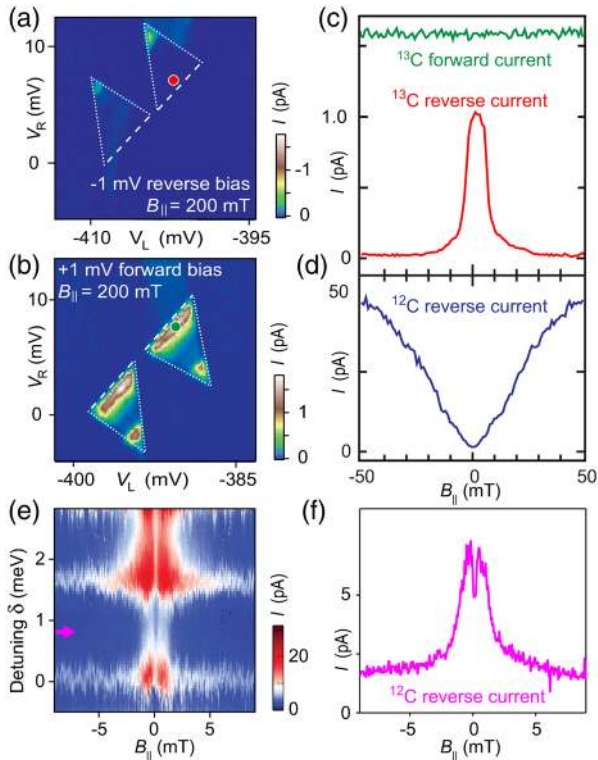 (a)
10
V_R (mV)
0
-1 mV reverse bias
B_|| = 200 mT
-410
V_L (mV)
-395
I (pA)
-1
0
(b)
+1 mV forward bias
B_|| = 200 mT
10
V_R (mV)
0
-400
V_L (mV)
-385
I (pA)
1
0
(c)
¹³C forward current
¹³C reverse current
1.0
I (pA)
0
(d)
¹²C reverse current
50
I (pA)
0
-50
0
50
B_|| (mT)
(e)
2
Detuning δ (meV)
1
0
-5
0
5
B_|| (mT)
I (pA)
20
0
(f)
5
I (pA)
0
¹²C reverse current
-5
0
5
B_|| (mT)